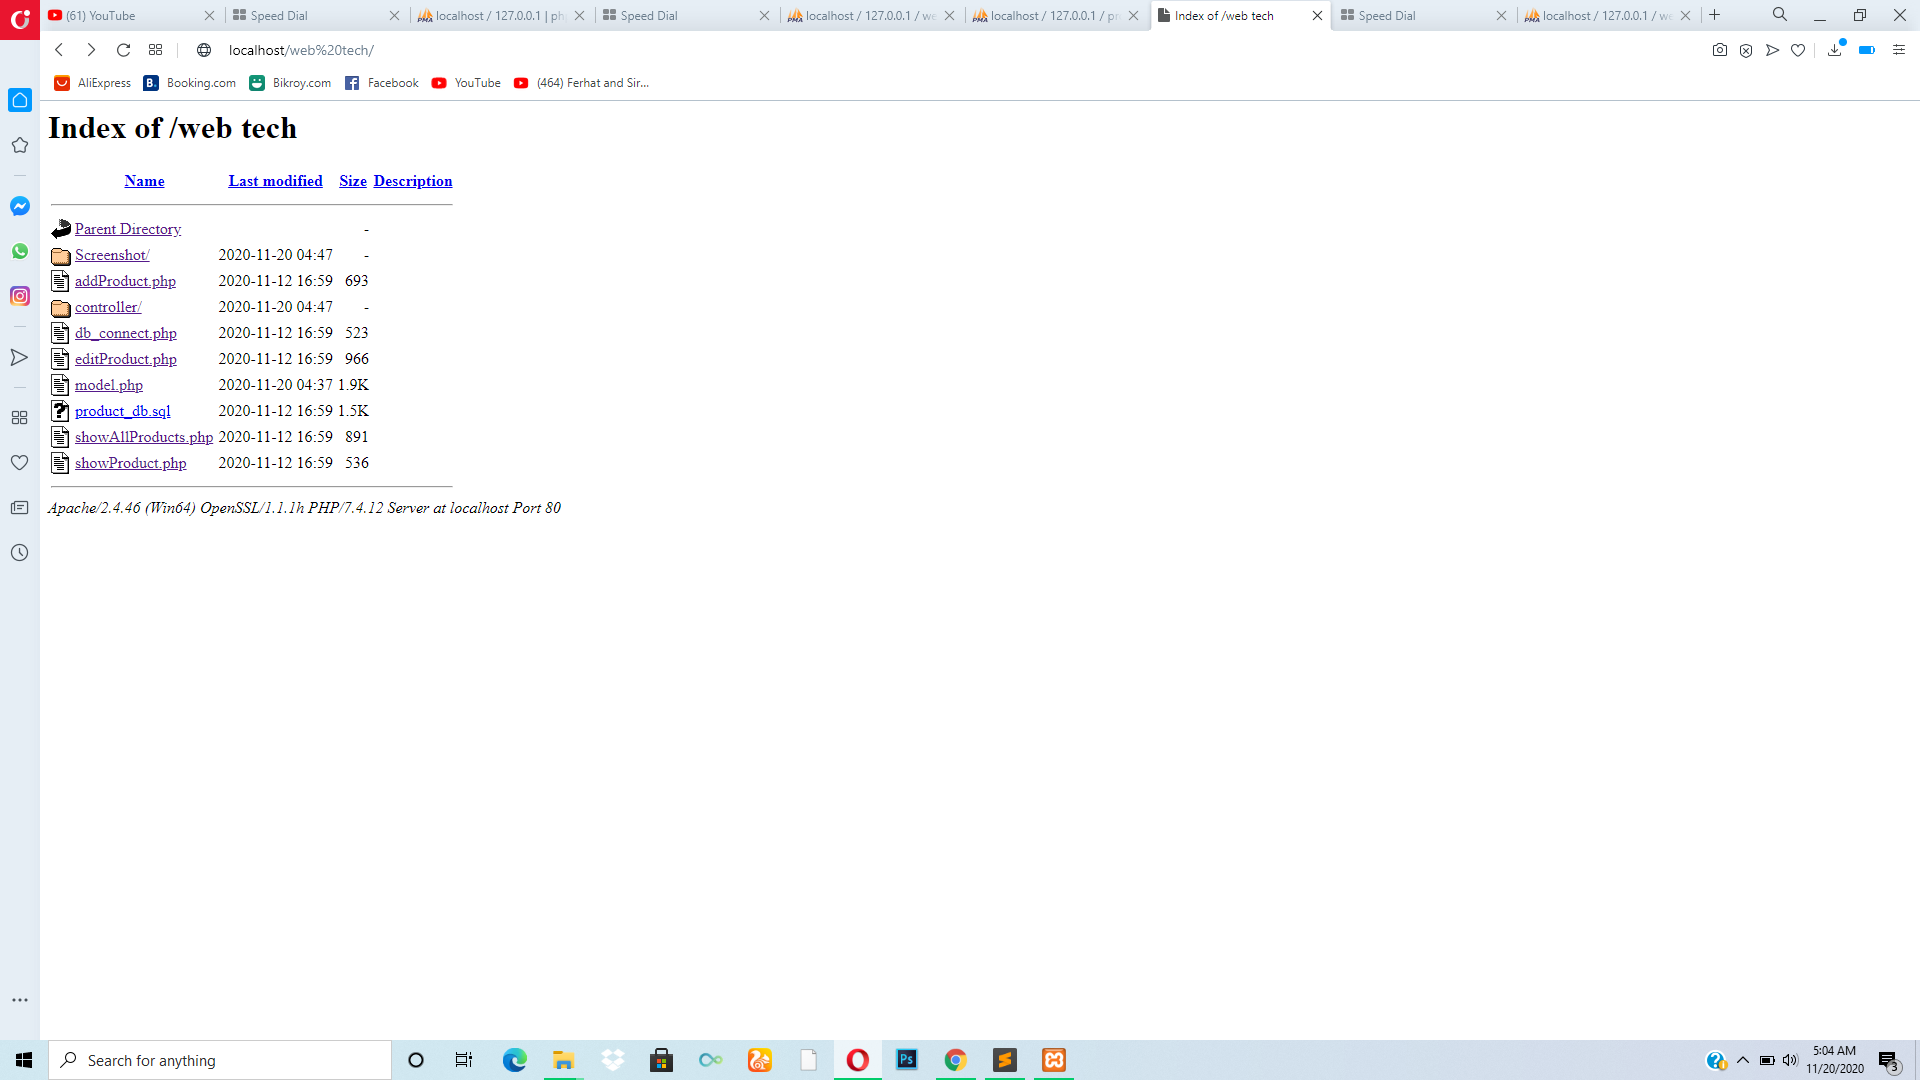 (61) YouTube
Speed Dial
localhost / 127.0.0.1 | ph
Speed Dial
localhost / 127.0.0.1 / we
localhost / 127.0.0.1 / pr
Index of /web tech
Speed Dial
localhost / 127.0.0.1 / we
localhost/web%20tech/
AliExpress
B. Booking.com
Bikroy.com
Facebook
YouTube
(464) Ferhat and Sir...
Index of /web tech
Name Last modified Size Description
Parent Directory -
Screenshot/ 2020-11-20 04:47 -
addProduct.php 2020-11-12 16:59 693
controller/ 2020-11-20 04:47 -
db_connect.php 2020-11-12 16:59 523
editProduct.php 2020-11-12 16:59 966
model.php 2020-11-20 04:37 1.9K
product_db.sql 2020-11-12 16:59 1.5K
showAllProducts.php 2020-11-12 16:59 891
showProduct.php 2020-11-12 16:59 536
Apache/2.4.46 (Win64) OpenSSL/1.1.1h PHP/7.4.12 Server at localhost Port 80
Search for anything
Ps
5:04 AM
11/20/2020
3